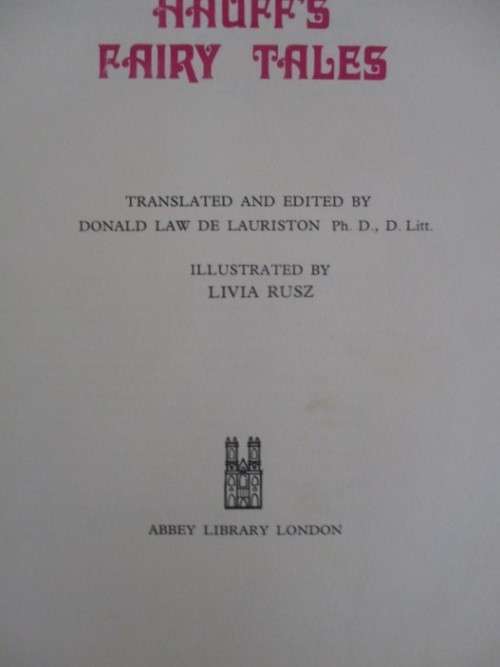 HAUFF'S
FAIRY TALES
TRANSLATED AND EDITED BY
DONALD LAW DE LAURISTON Ph. D., D. Litt.
ILLUSTRATED BY
LIVIA RUSZ
ABBEY LIBRARY LONDON